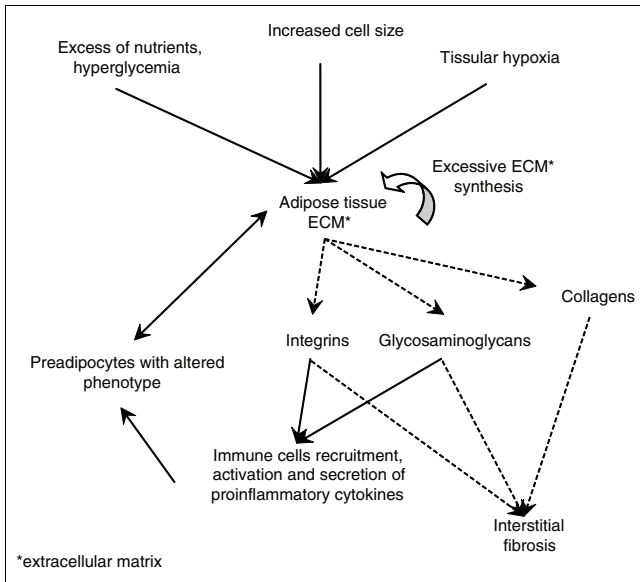 Excess of nutrients,
hyperglycemia
Increased cell size
Tissular hypoxia
Excessive ECM*
synthesis
Adipose tissue
ECM*
Collagens
Integrins
Glycosaminoglycans
Preadipocytes with altered
phenotype
Immune cells recruitment,
activation and secretion of
proinflammatory cytokines
Interstitial
fibrosis
*extracellular matrix